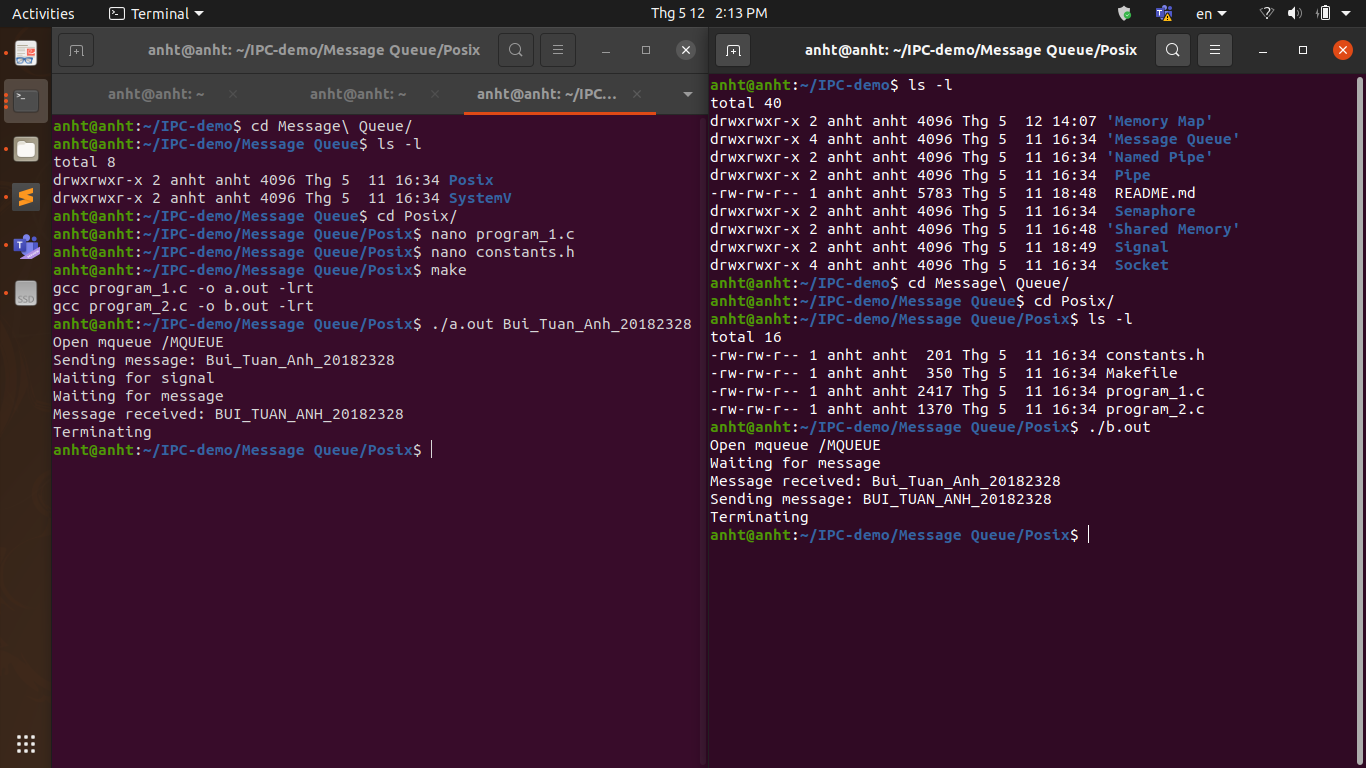 Activities Terminal Thg 5 12 2:13 PM en
anht@anht: ~/IPC-demo/Message Queue/Posix
anht@anht: ~ anht@anht: ~ anht@anht: ~/IPC...
anht@anht:~/IPC-demo$ cd Message\ Queue/
anht@anht:~/IPC-demo/Message Queue$ ls -l
total 8
drwxrwxr-x 2 anht anht 4096 Thg 5  11 16:34 Posix
drwxrwxr-x 2 anht anht 4096 Thg 5  11 16:34 SystemV
anht@anht:~/IPC-demo/Message Queue$ cd Posix/
anht@anht:~/IPC-demo/Message Queue/Posix$ nano program_1.c
anht@anht:~/IPC-demo/Message Queue/Posix$ nano constants.h
anht@anht:~/IPC-demo/Message Queue/Posix$ make
gcc program_1.c -o a.out -lrt
gcc program_2.c -o b.out -lrt
anht@anht:~/IPC-demo/Message Queue/Posix$ ./a.out Bui_Tuan_Anh_20182328
Open mqueue /MQUEUE
Sending message: Bui_Tuan_Anh_20182328
Waiting for signal
Waiting for message
Message received: BUI_TUAN_ANH_20182328
Terminating
anht@anht:~/IPC-demo/Message Queue/Posix$
anht@anht: ~/IPC-demo/Message Queue/Posix
anht@anht:~/IPC-demo$ ls -l
total 40
drwxrwxr-x 2 anht anht 4096 Thg 5  12 14:07 'Memory Map'
drwxrwxr-x 4 anht anht 4096 Thg 5  11 16:34 'Message Queue'
drwxrwxr-x 2 anht anht 4096 Thg 5  11 16:34 'Named Pipe'
drwxrwxr-x 2 anht anht 4096 Thg 5  11 16:34  Pipe
-rw-rw-r-- 1 anht anht 5783 Thg 5  11 18:48  README.md
drwxrwxr-x 2 anht anht 4096 Thg 5  11 16:34  Semaphore
drwxrwxr-x 2 anht anht 4096 Thg 5  11 16:48 'Shared Memory'
drwxrwxr-x 2 anht anht 4096 Thg 5  11 18:49  Signal
drwxrwxr-x 4 anht anht 4096 Thg 5  11 16:34  Socket
anht@anht:~/IPC-demo$ cd Message\ Queue/
anht@anht:~/IPC-demo/Message Queue$ cd Posix/
anht@anht:~/IPC-demo/Message Queue/Posix$ ls -l
total 16
-rw-rw-r-- 1 anht anht  201 Thg 5  11 16:34 constants.h
-rw-rw-r-- 1 anht anht  350 Thg 5  11 16:34 Makefile
-rw-rw-r-- 1 anht anht 2417 Thg 5  11 16:34 program_1.c
-rw-rw-r-- 1 anht anht 1370 Thg 5  11 16:34 program_2.c
anht@anht:~/IPC-demo/Message Queue/Posix$ ./b.out
Open mqueue /MQUEUE
Waiting for message
Message received: Bui_Tuan_Anh_20182328
Sending message: BUI_TUAN_ANH_20182328
Terminating
anht@anht:~/IPC-demo/Message Queue/Posix$
SSD